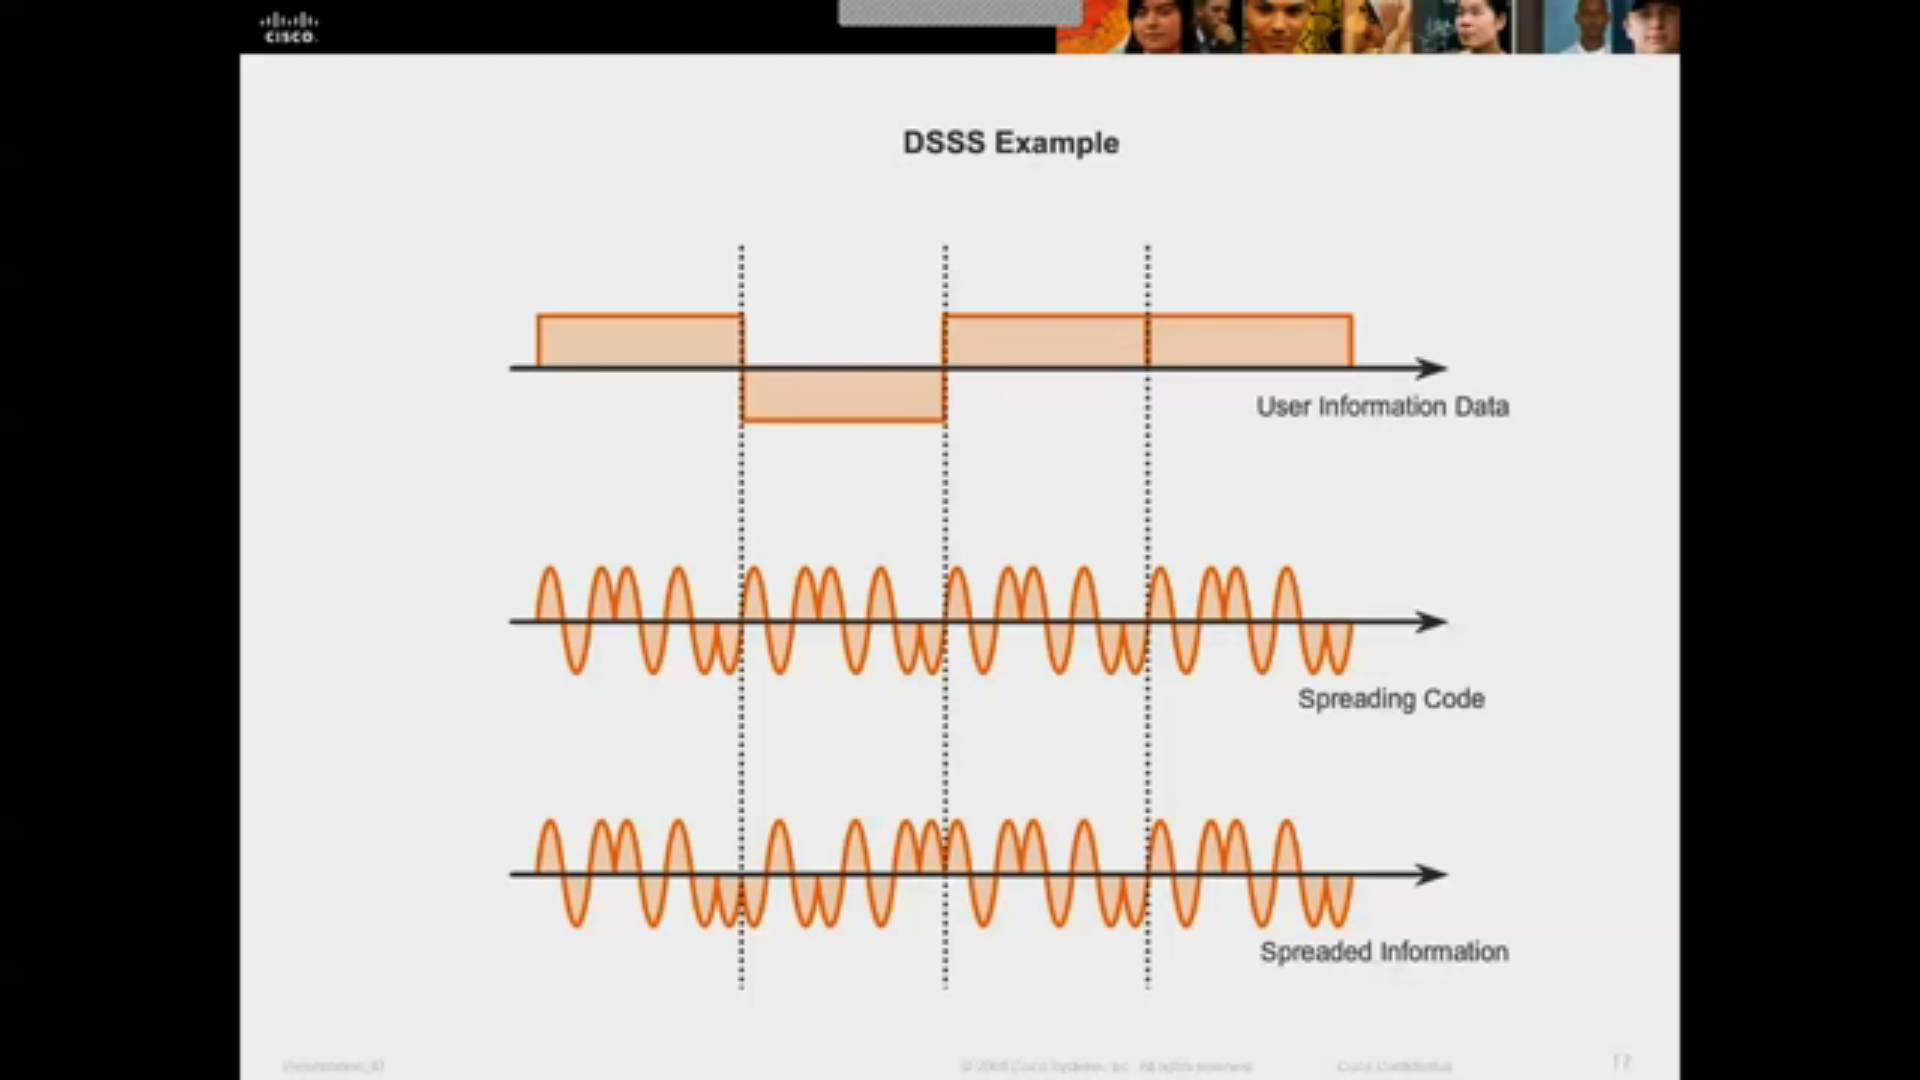 CISCO.
DSSS Example
User Information Data
Spreading Code
Spreaded Information
Presentation_ID
© 2008 Cisco Systems, Inc. All rights reserved.
Cisco Confidential
17